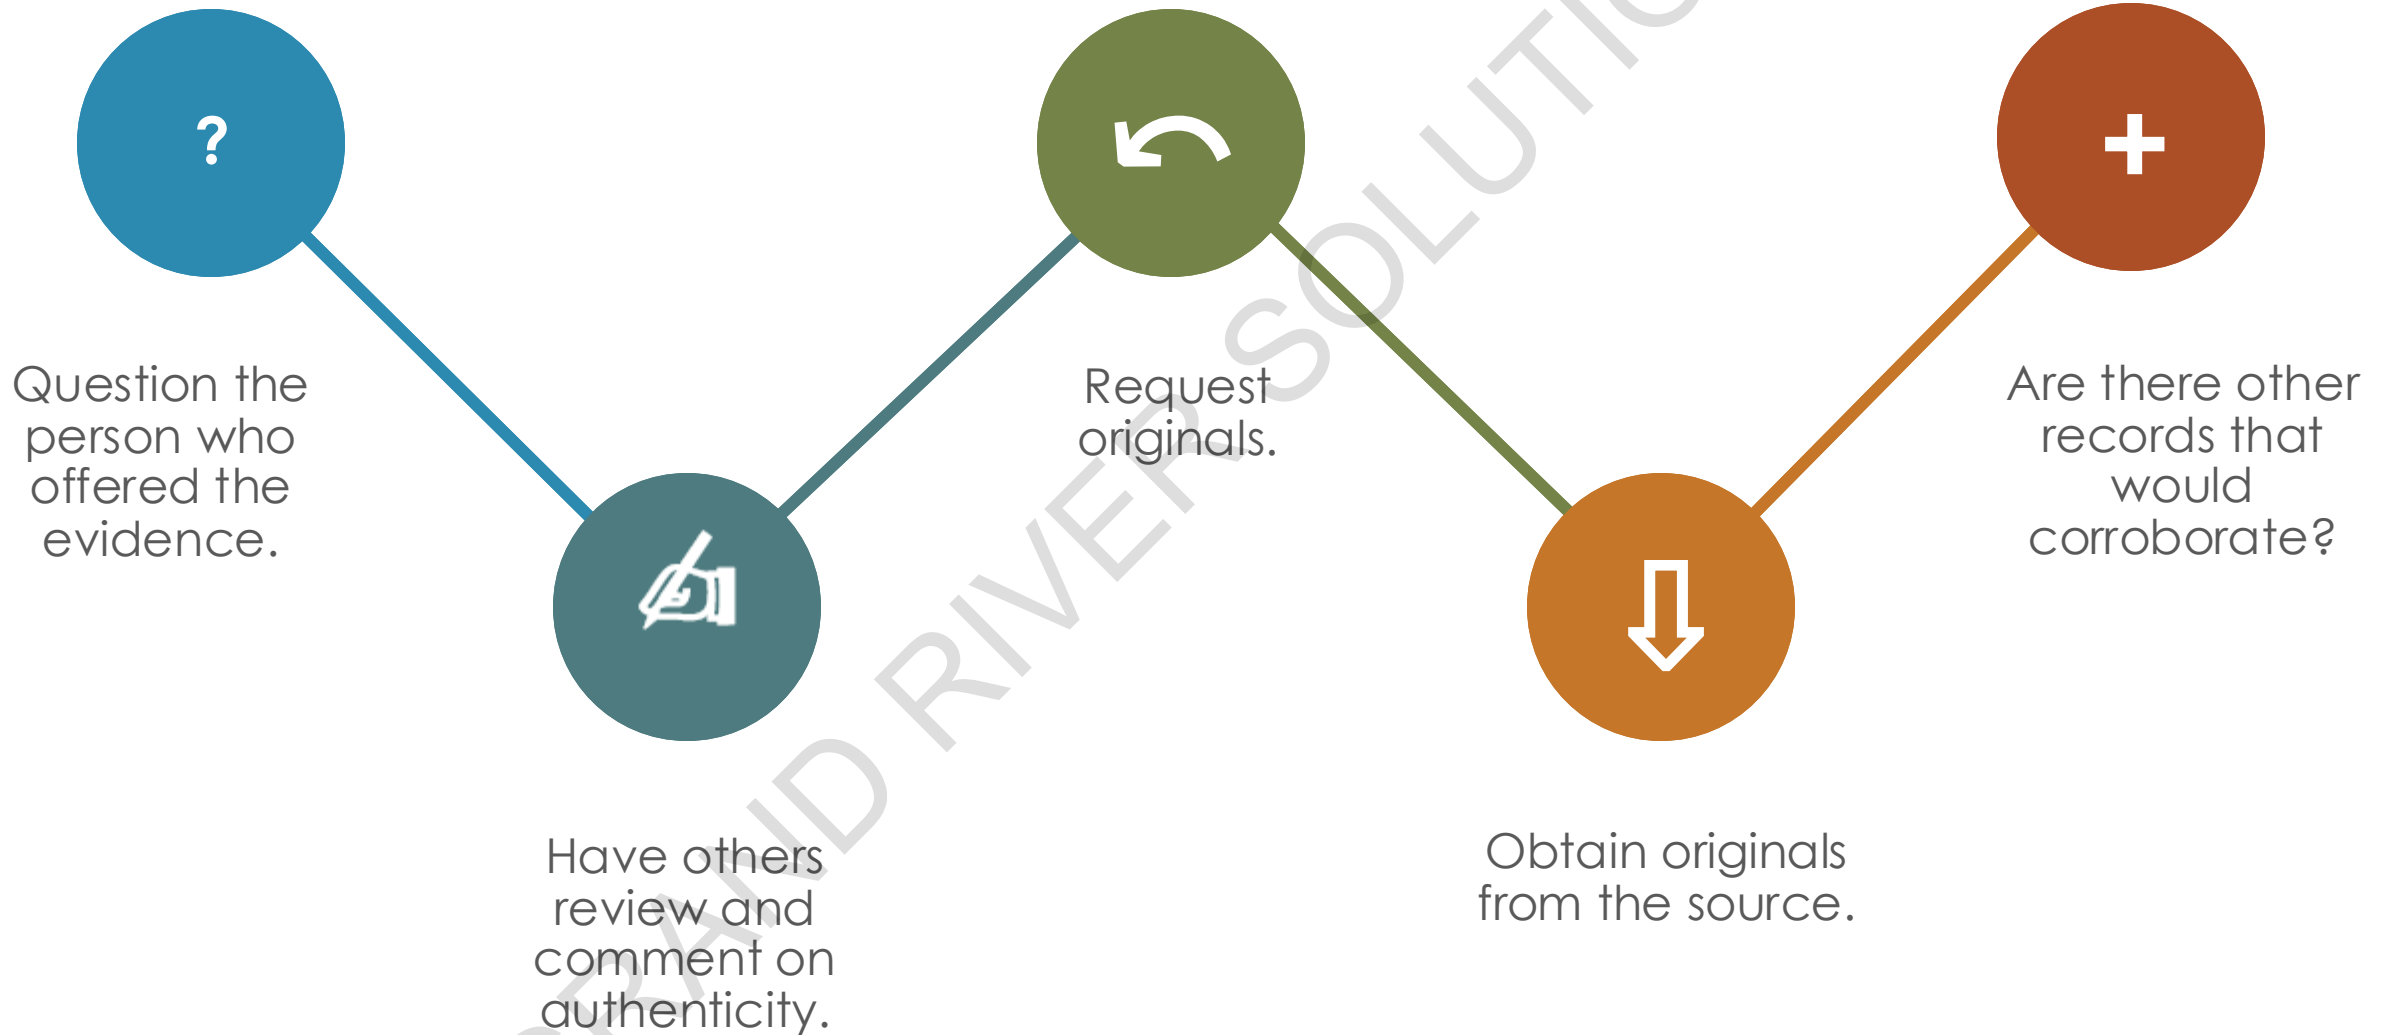 ?
Question the
person who
offered the
evidence.
Have others
review and
comment on
authenticity.
Request
originals.
Obtain originals
from the source.
+
Are there other
records that
would
corroborate?
RAND RIVER SOLUTIO